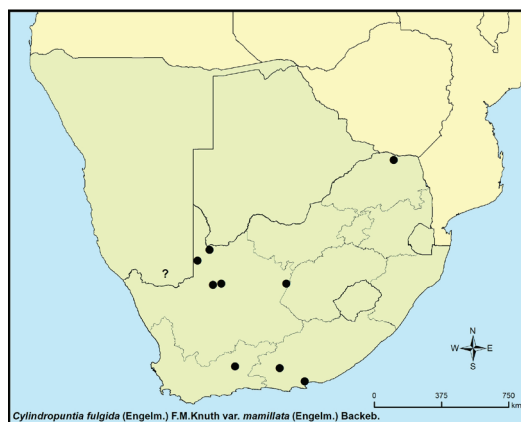 ?
N
W E
S
0 375 750
km
Cylindropuntia fulgida (Engelm.) F.M.Knuth var. mamillata (Engelm.) Backeb.